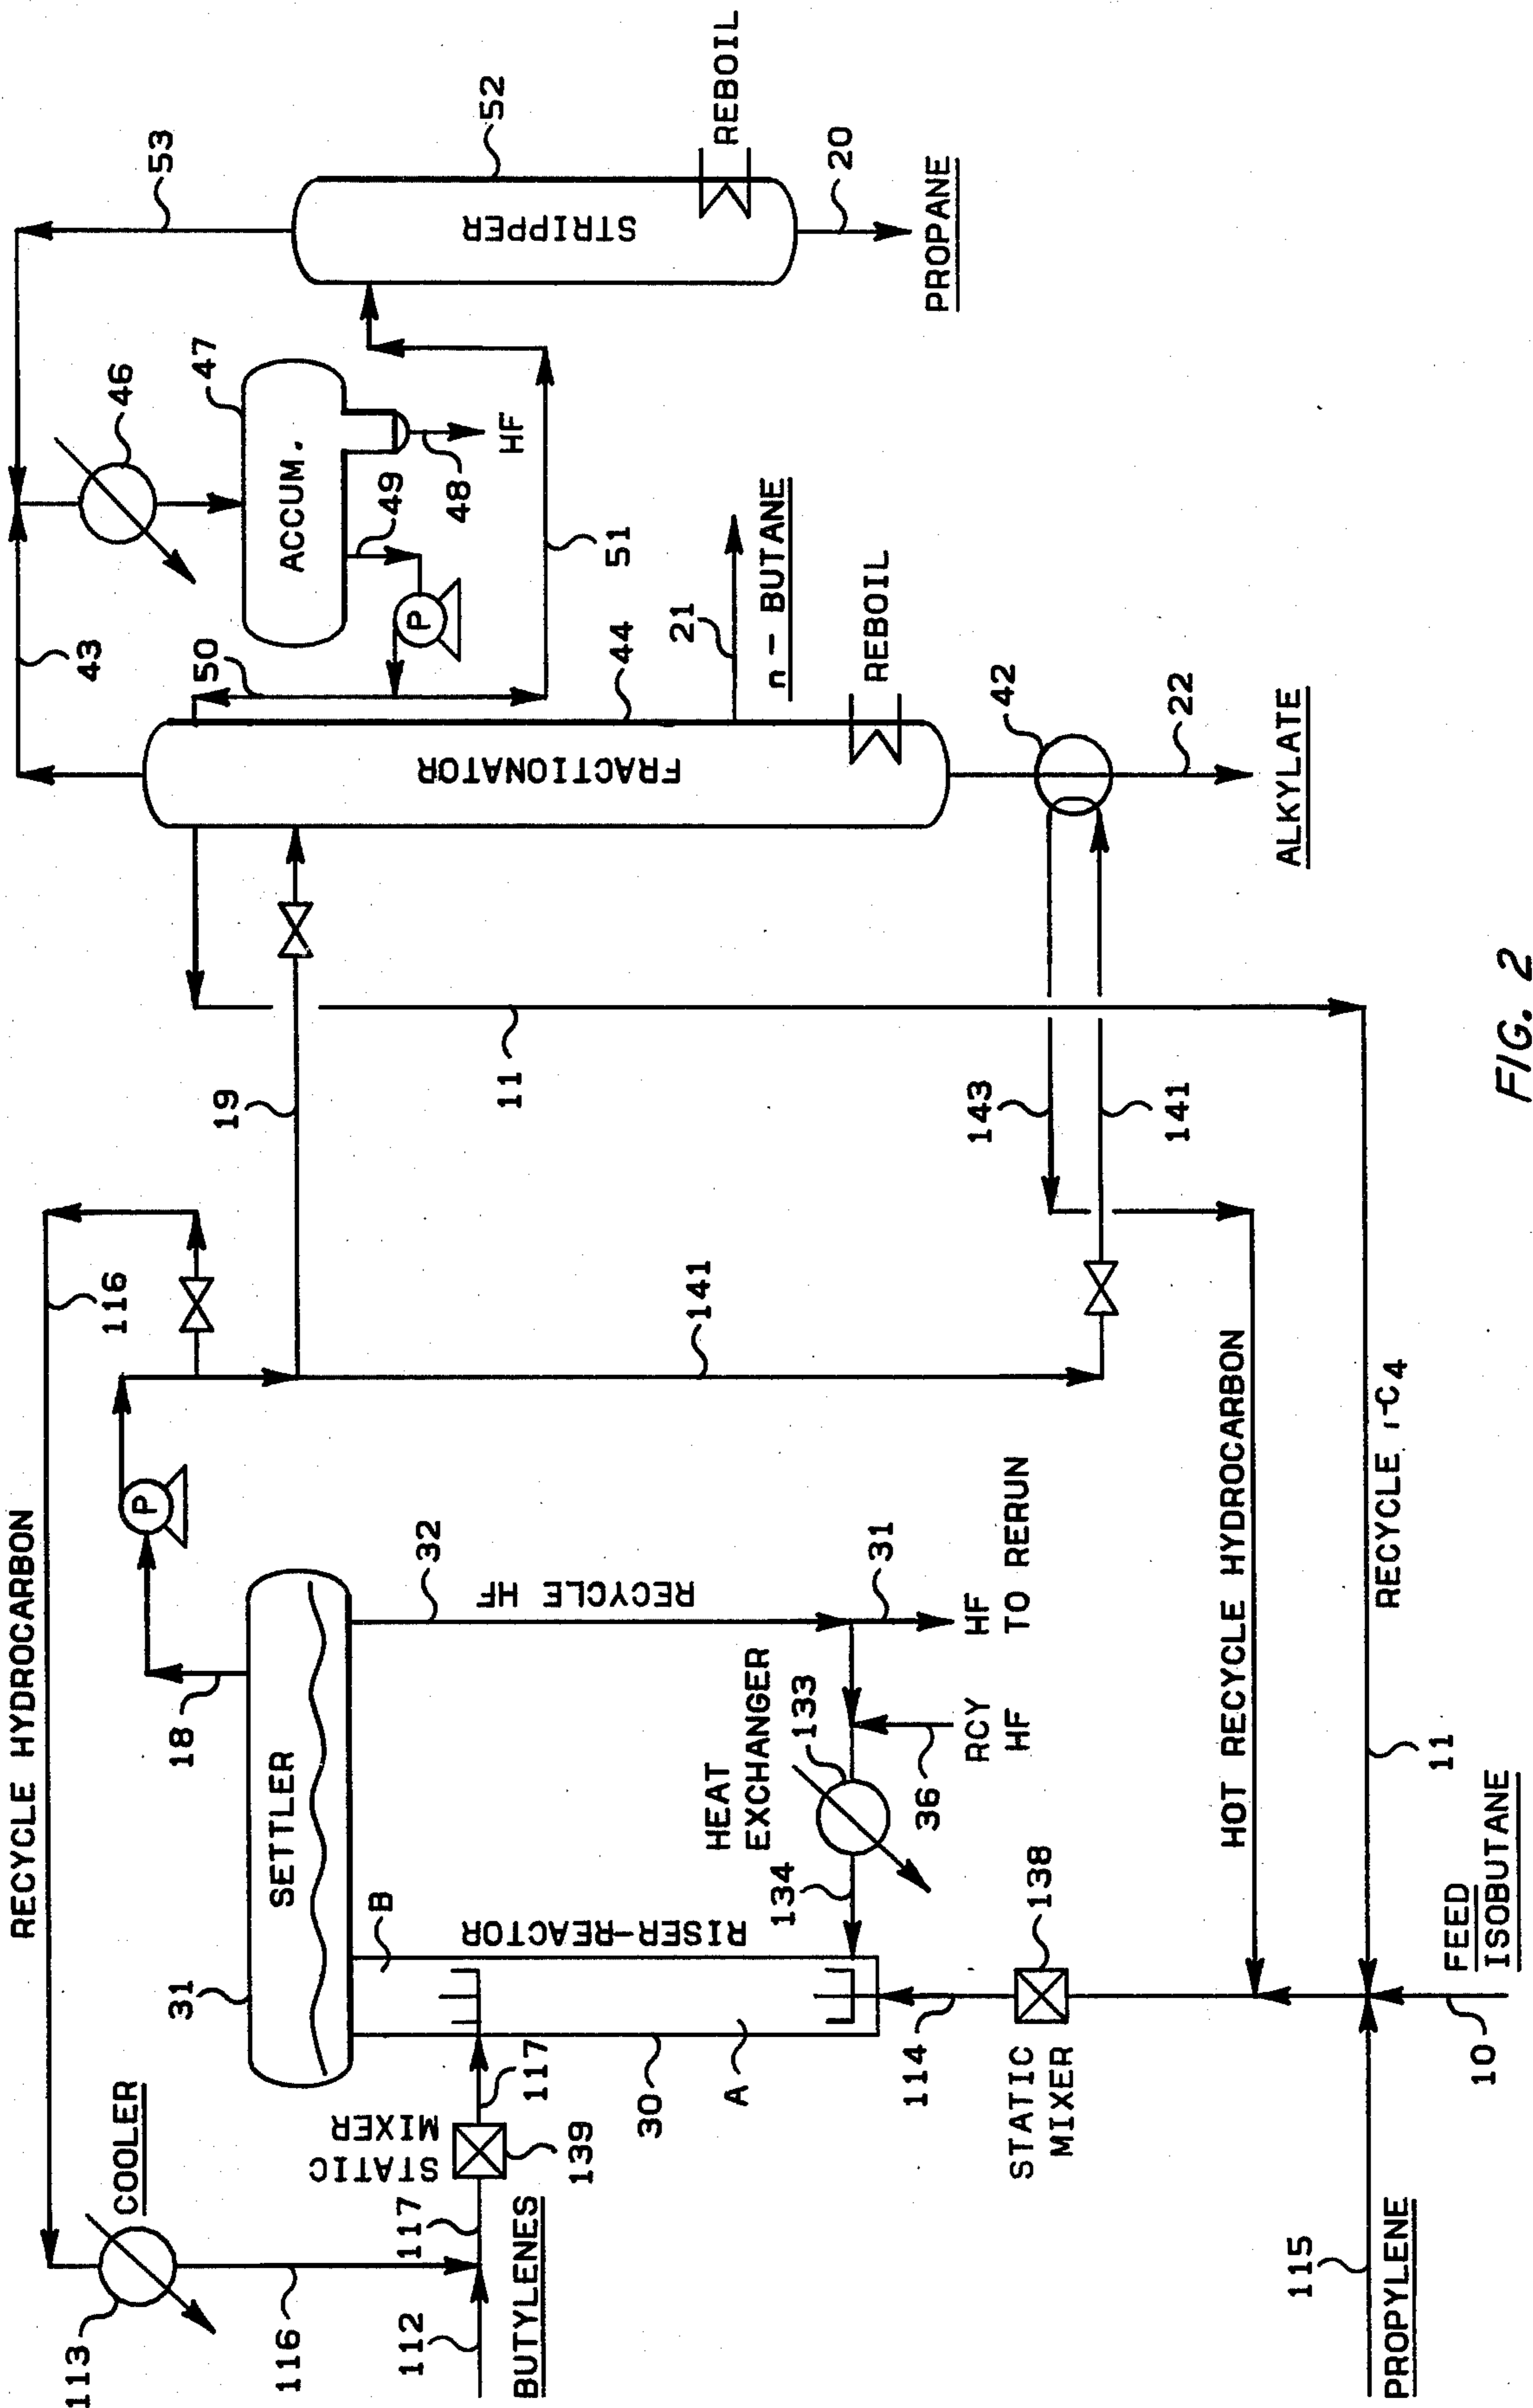 RECYCLE HYDROCARBON
116
COOLER
113
116
112
BUTYLENES
117
STATIC
MIXER
139
117
31
SETTLER
18
P
B
RISER-REACTOR
30
A
32
RECYCLE HF
31
HF
TO RERUN
HEAT
EXCHANGER
133
134
36
RCY
HF
114
138
STATIC
MIXER
HOT RECYCLE HYDROCARBON
RECYCLE i-C4
11
FEED
ISOBUTANE
10
115
PROPYLENE
141
19
11
143
141
43
FRACTIONATOR
44
50
P
49
ACCUM.
47
46
48
HF
51
21
n - BUTANE
REBOIL
42
22
ALKYLATE
53
STRIPPER
52
REBOIL
20
PROPANE
FIG. 2